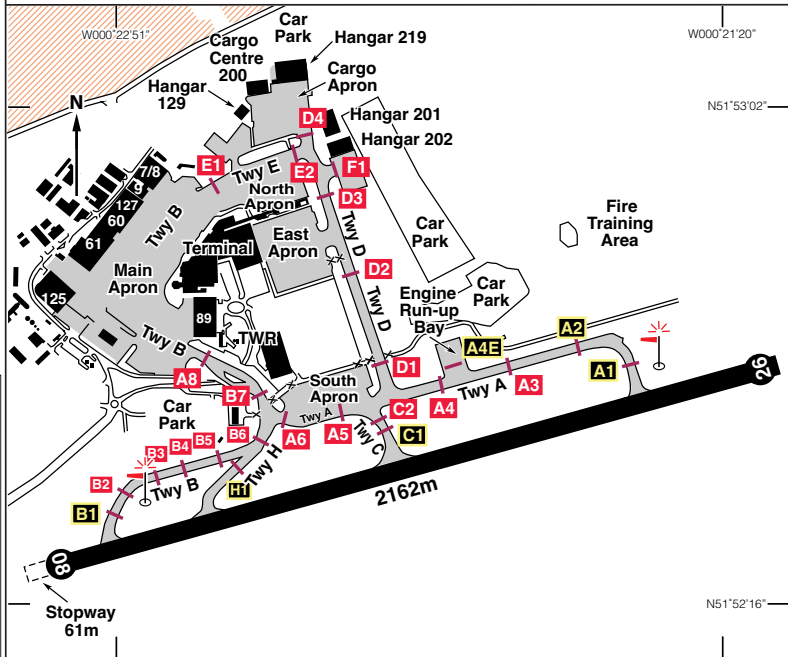 Car
Park
W000°22'51"
W000°21'20"
Cargo
Centre
200
Hangar 219
Cargo
Apron
Hangar
129
N51°53'02"
N
D4
Hangar 201
Hangar 202
E1
Twy E
E2
F1
7/8
9
127
60
61
North
Apron
D3
Twy B
Twy D
Car
Park
Fire
Training
Area
Terminal
East
Apron
Main
Apron
D2
125
Car
Park
Engine
Run-up
Bay
Twy D
89
TWR
Twy B
A2
A4E
A8
D1
A3
A1
26
South
Apron
Twy A
A4
B7
Car
Park
Twy A
C2
A6
A5
Twy C
C1
B6
B5
B4
B3
Twy H
B2
Twy B
H1
B1
2162m
08
Stopway
61m
N51°52'16"